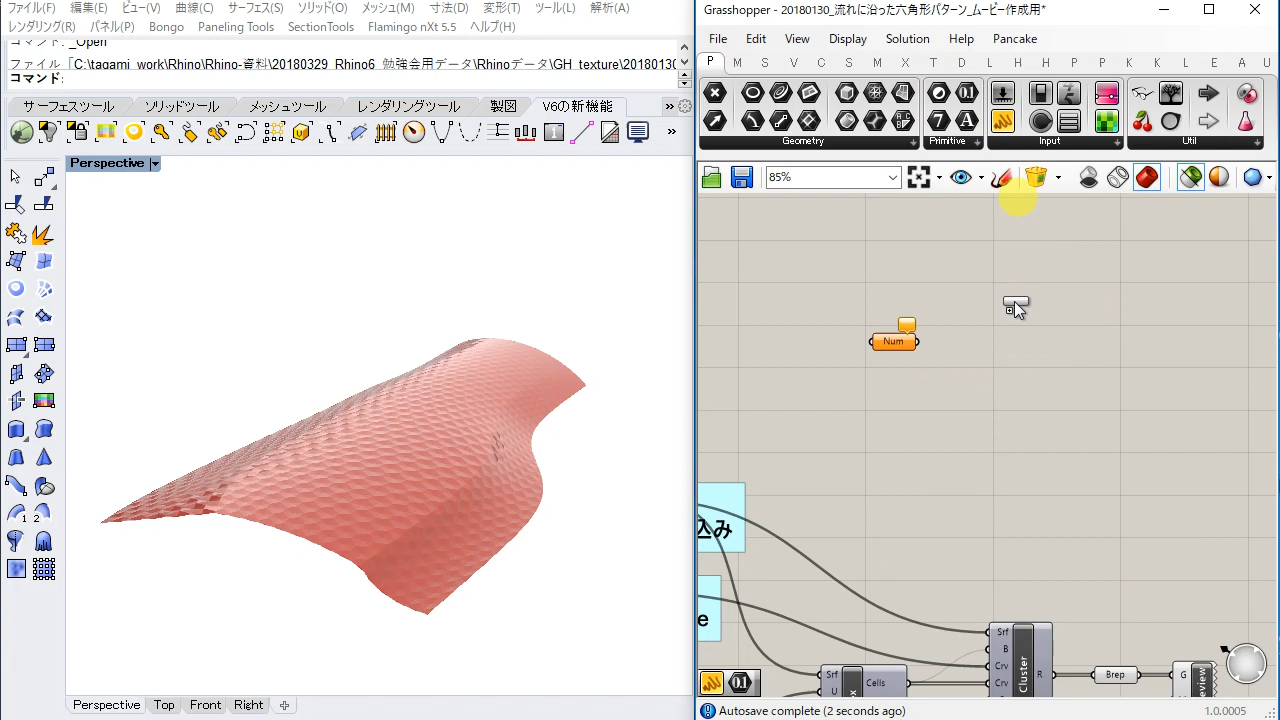 ファイル(F) 編集(E) ビュー(V) 曲線(C) サーフェス(S) ソリッド(O) メッシュ(M) 寸法(D) 変形(T) ツール(L) 解析(A)
レンダリング(R) パネル(P) Bongo Paneling Tools SectionTools Flamingo nXt 5.5 ヘルプ(H)
コマンド: _Open
ファイル「C:\tagami_work\Rhino\Rhino-資料\20180329_Rhino6_勉強会用データ\Rhinoデータ\GH_texture\20180130
コマンド:
サーフェスツール ソリッドツール メッシュツール レンダリングツール 製図 V6の新機能 »
»
Perspective
Perspective Top Front Right
Grasshopper - 20180130_流れに沿った六角形パターン_ムービー作成用*
File Edit View Display Solution Help Pancake
P M S V C S M X T D L H H P P C L E A U
Geometry Primitive Input Util
85%
Num
込み
e
Srf
B
Crv
Crv
Cluster
R
Brep
G
Srf
U
Cells
Autosave complete (2 seconds ago) 1.0.0005